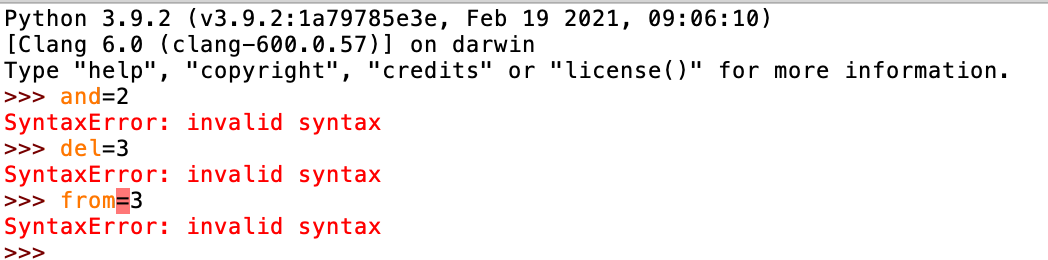 Python 3.9.2 (v3.9.2:1a79785e3e, Feb 19 2021, 09:06:10)
[Clang 6.0 (clang-600.0.57)] on darwin
Type "help", "copyright", "credits" or "license()" for more information.
>>> and=2
SyntaxError: invalid syntax
>>> del=3
SyntaxError: invalid syntax
>>> from=3
SyntaxError: invalid syntax
>>>